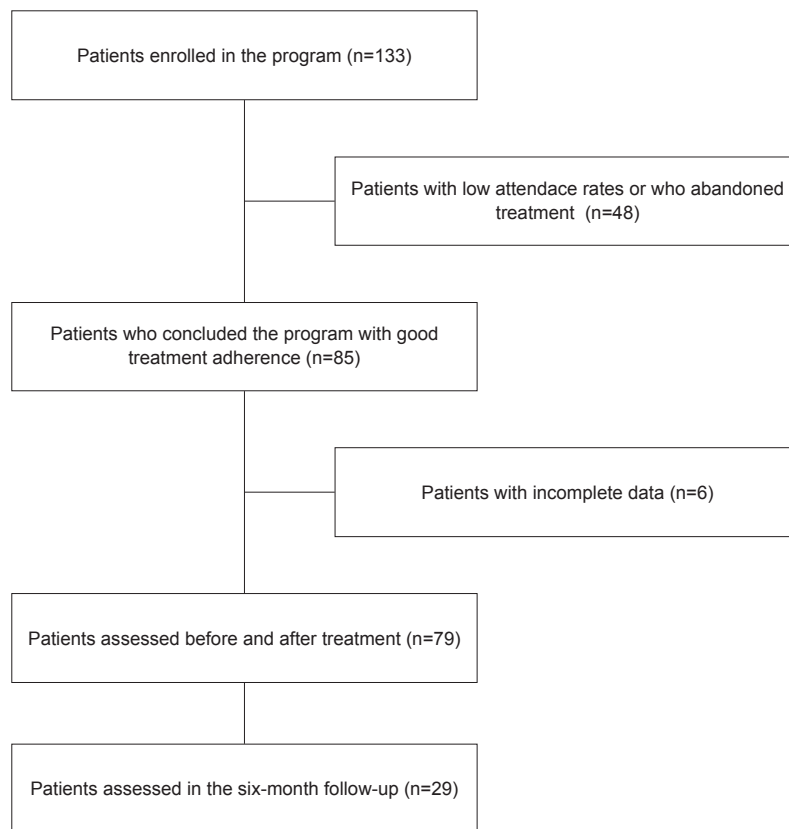 Patients enrolled in the program (n=133)
Patients with low attendace rates or who abandoned
treatment (n=48)
Patients who concluded the program with good
treatment adherence (n=85)
Patients with incomplete data (n=6)
Patients assessed before and after treatment (n=79)
Patients assessed in the six-month follow-up (n=29)